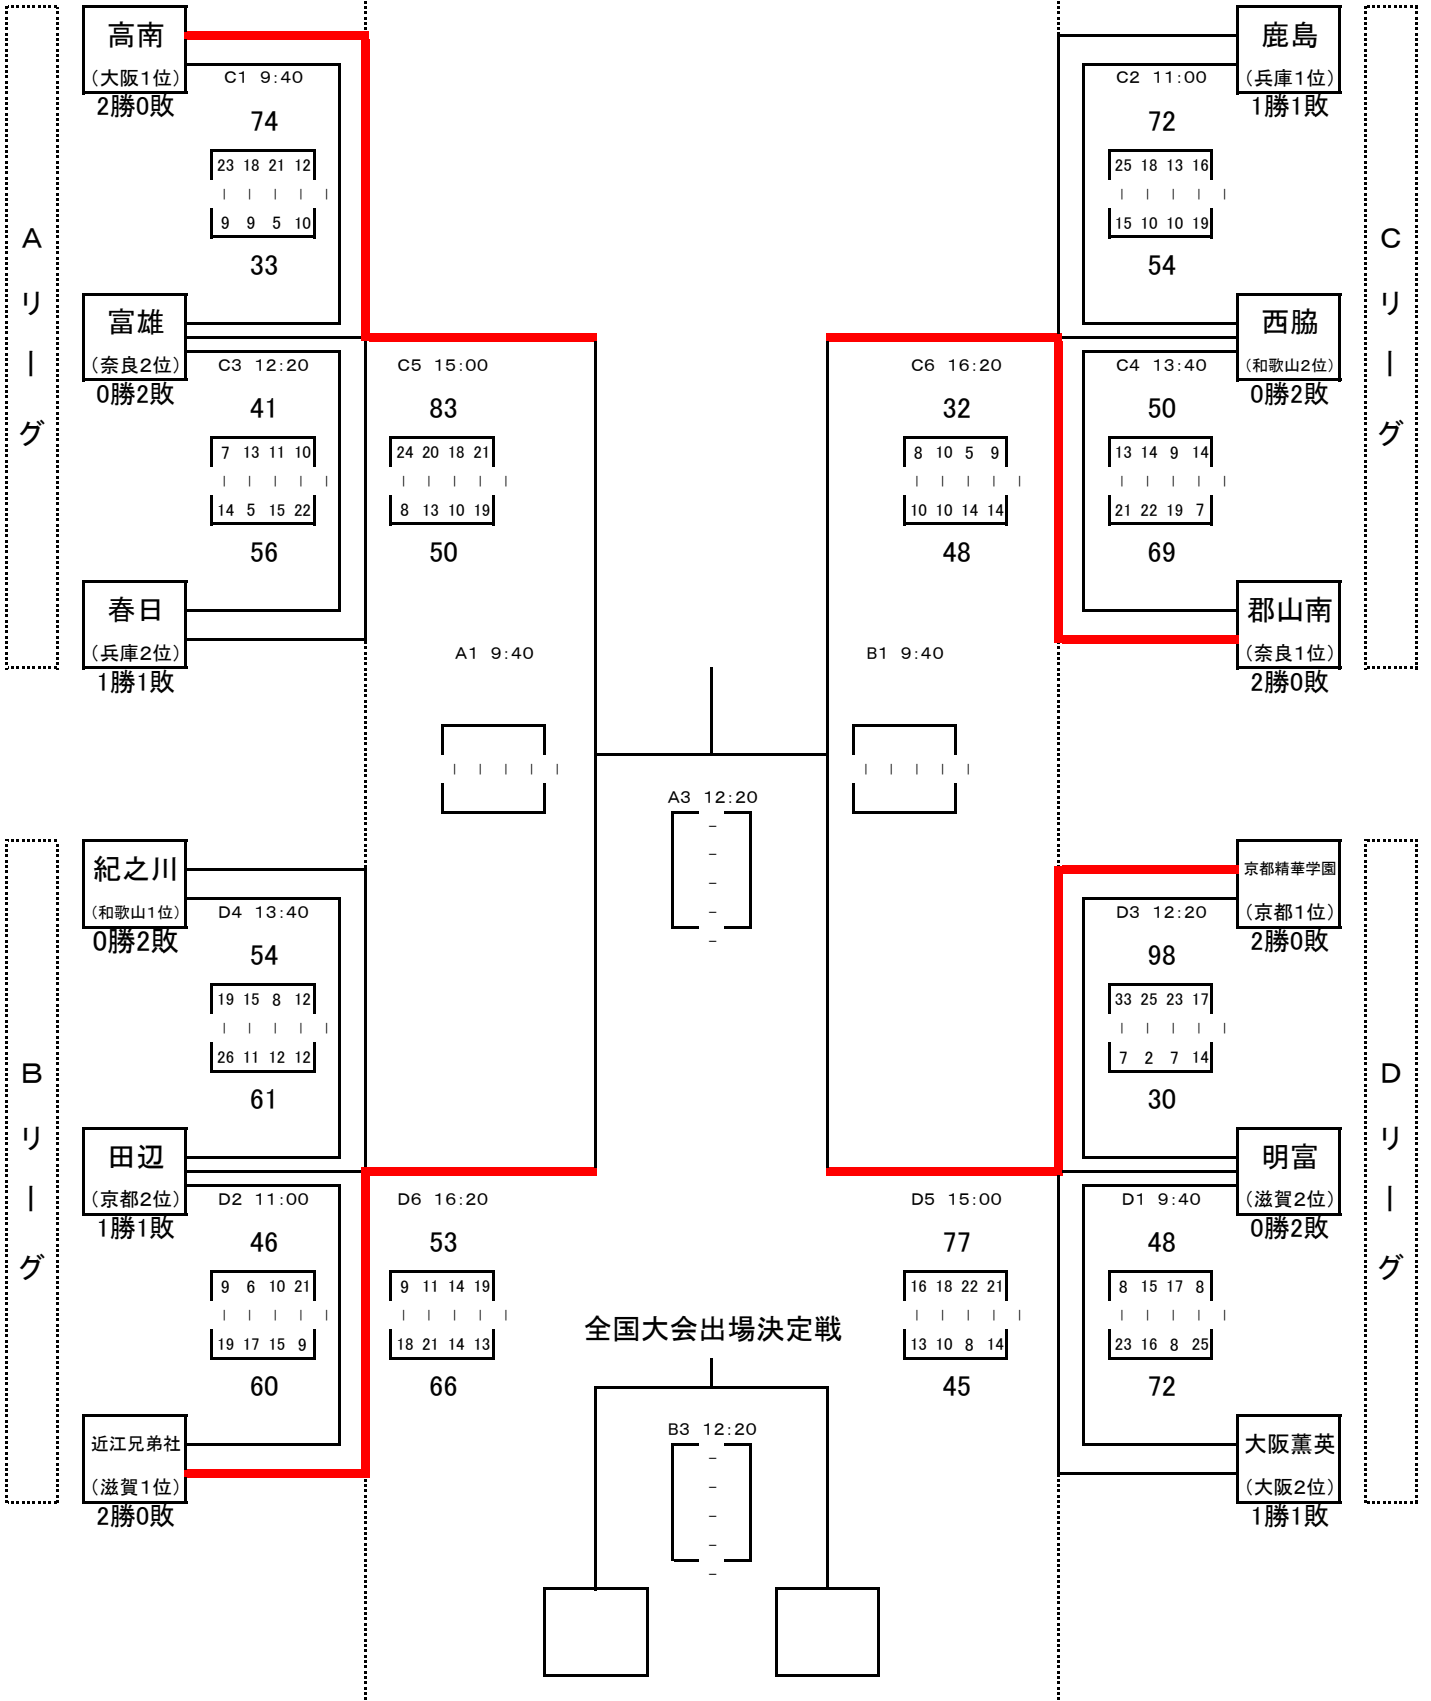 Aリーグ
高南
(大阪1位)
2勝0敗
C1 9:40
74
23 18 21 12
9 9 5 10
33
富雄
(奈良2位)
0勝2敗
C3 12:20
41
7 13 11 10
14 5 15 22
56
春日
(兵庫2位)
1勝1敗
C5 15:00
83
24 20 18 21
8 13 10 19
50
A1 9:40
Bリーグ
紀之川
(和歌山1位)
0勝2敗
D4 13:40
54
19 15 8 12
26 11 12 12
61
田辺
(京都2位)
1勝1敗
D2 11:00
46
9 6 10 21
19 17 15 9
60
近江兄弟社
(滋賀1位)
2勝0敗
D6 16:20
53
9 11 14 19
18 21 14 13
66
A3 12:20
全国大会出場決定戦
B3 12:20
Cリーグ
鹿島
(兵庫1位)
1勝1敗
C2 11:00
72
25 18 13 16
15 10 10 19
54
西脇
(和歌山2位)
0勝2敗
C4 13:40
50
13 14 9 14
21 22 19 7
69
郡山南
(奈良1位)
2勝0敗
C6 16:20
32
8 10 5 9
10 10 14 14
48
B1 9:40
Dリーグ
京都精華学園
(京都1位)
2勝0敗
D3 12:20
98
33 25 23 17
7 2 7 14
30
明富
(滋賀2位)
0勝2敗
D1 9:40
48
8 15 17 8
23 16 8 25
72
大阪薫英
(大阪2位)
1勝1敗
D5 15:00
77
16 18 22 21
13 10 8 14
45